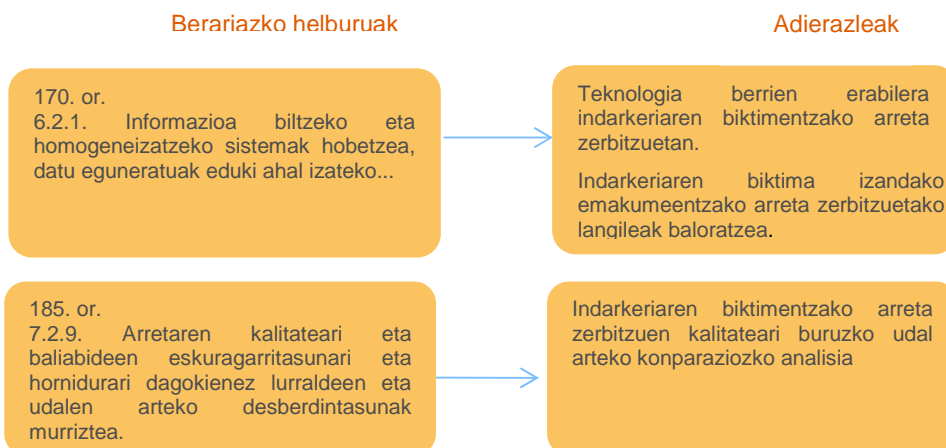 Berariazko helburuak
Adierazleak
170. or.
6.2.1. Informazioa biltzeko eta
homogeneizatzeko sistemak hobetzea,
datu eguneratuak eduki ahal izateko...
Teknologia berrien erabilera
indarkeriaren biktimentzako arreta
zerbitzuetan.
Indarkeriaren biktima izandako
emakumeentzako arreta zerbitzuetako
langileak baloratzea.
185. or.
7.2.9. Arretaren kalitateari eta
baliabideen eskuragarritasunari eta
hornidurari dagokienez lurraldeen eta
udalen arteko desberdintasunak
murriztea.
Indarkeriaren biktimentzako arreta
zerbitzuen kalitateari buruzko udal
arteko konparaziozko analisia